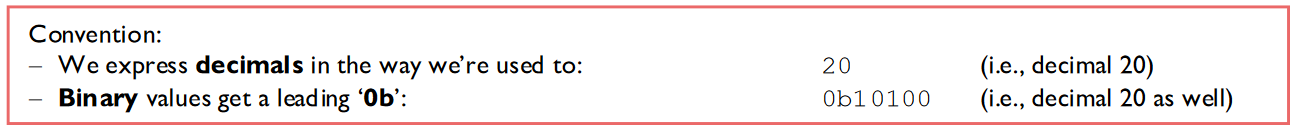 Convention:
– We express decimals in the way we're used to: 20 (i.e., decimal 20)
– Binary values get a leading ‘0b’: 0b10100 (i.e., decimal 20 as well)